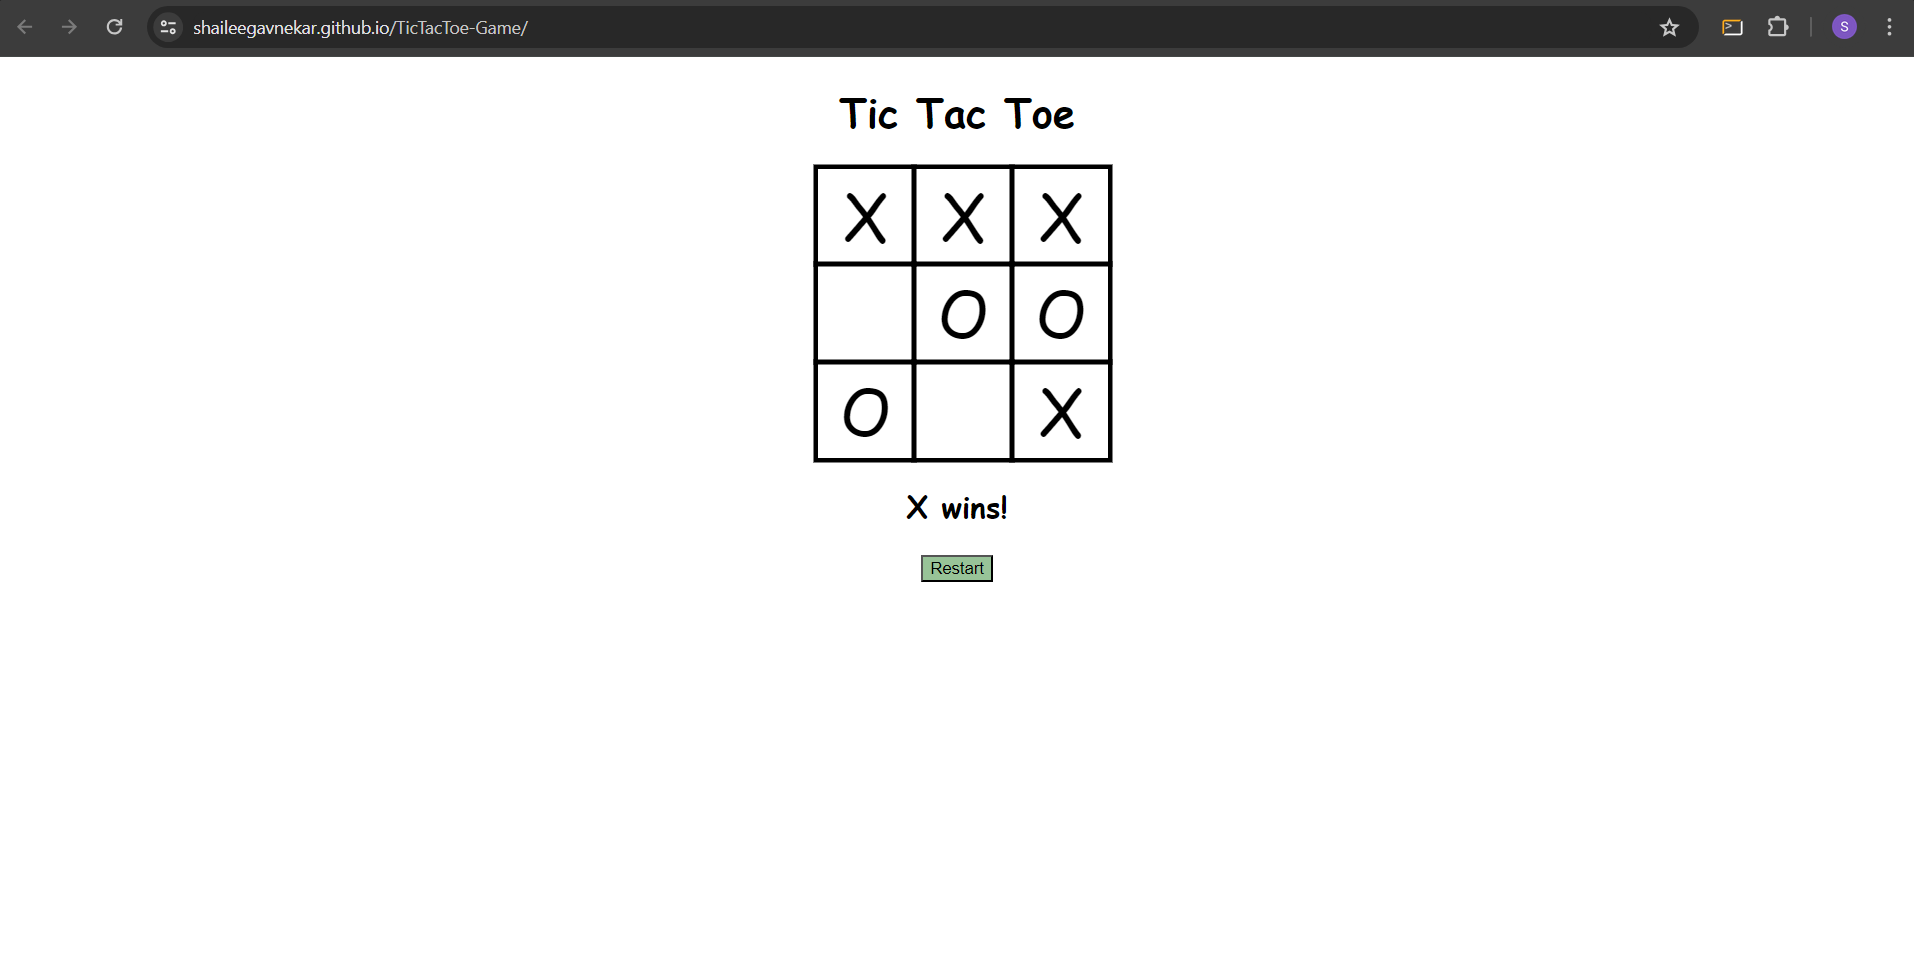 shaileegavnekar.github.io/TicTacToe-Game/
S
Tic Tac Toe
X X X
O O
O X
X wins!
Restart